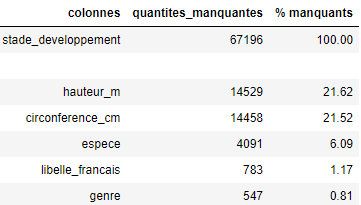 colonnes quantites_manquantes % manquants
stade_developpement 67196 100.00
hauteur_m 14529 21.62
circonference_cm 14458 21.52
espece 4091 6.09
libelle_francais 783 1.17
genre 547 0.81